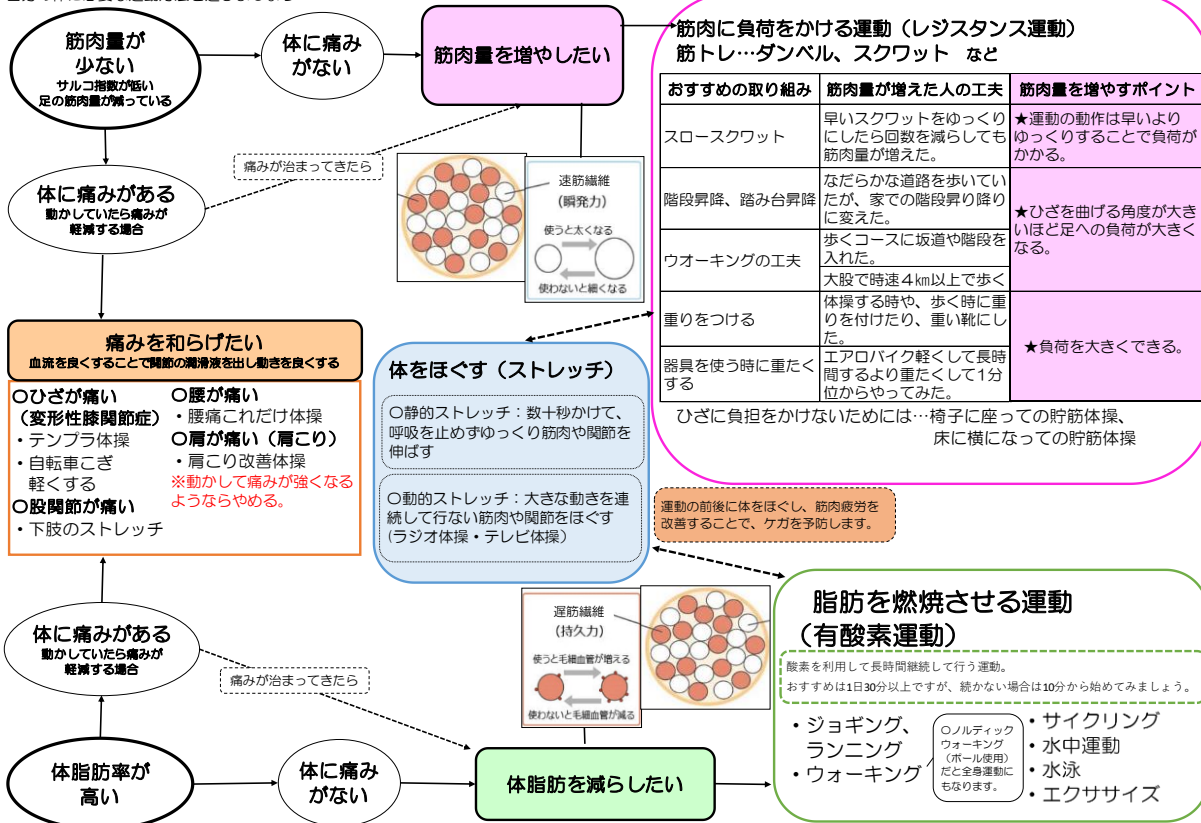 筋肉量が
少ない
サルコ指数が低い
足の筋肉量が減っている
体に痛み
がない
筋肉量を増やしたい
筋肉に負荷をかける運動（レジスタンス運動）
筋トレ…ダンベル、スクワット　など
おすすめの取り組み
筋肉量が増えた人の工夫
筋肉量を増やすポイント
スロースクワット
早いスクワットをゆっくり
にしたら回数を減らしても
筋肉量が増えた。
★運動の動作は早いより
ゆっくりすることで負荷が
かかる。
階段昇降、踏み台昇降
なだらかな道路を歩いてい
たが、家での階段昇り降り
に変えた。
★ひざを曲げる角度が大き
いほど足への負荷が大きく
なる。
ウオーキングの工夫
歩くコースに坂道や階段を
入れた。
大股で時速４㎞以上で歩く
重りをつける
体操する時や、歩く時に重
りを付けたり、重い靴にし
た。
★負荷を大きくできる。
器具を使う時に重たく
する
エアロバイク軽くして長時
間するより重たくして1分
位からやってみた。
ひざに負担をかけないためには…椅子に座っての貯筋体操、
床に横になっての貯筋体操
痛みが治まってきたら
体に痛みがある
動かしていたら痛みが
軽減する場合
速筋繊維
(瞬発力)
使うと太くなる
使わないと細くなる
痛みを和らげたい
血流を良くすることで関節の潤滑液を出し動きを良くする
〇ひざが痛い
（変形性膝関節症）
・テンプラ体操
・自転車こぎ
軽くする
〇股関節が痛い
・下肢のストレッチ
〇腰が痛い
・腰痛これだけ体操
〇肩が痛い（肩こり）
・肩こり改善体操
※動かして痛みが強くなる
ようならやめる。
体をほぐす（ストレッチ）
〇静的ストレッチ：数十秒かけて、
呼吸を止めずゆっくり筋肉や関節を
伸ばす
〇動的ストレッチ：大きな動きを連
続して行ない筋肉や関節をほぐす
(ラジオ体操・テレビ体操）
運動の前後に体をほぐし、筋肉疲労を
改善することで、ケガを予防します。
体に痛みがある
動かしていたら痛みが
軽減する場合
痛みが治まってきたら
遅筋繊維
(持久力)
使うと毛細血管が増える
使わないと毛細血管が減る
脂肪を燃焼させる運動
（有酸素運動）
酸素を利用して長時間継続して行う運動。
おすすめは1日30分以上ですが、続かない場合は10分から始めてみましょう。
・ジョギング、
ランニング
・ウォーキング
〇ノルディック
ウォーキング
（ポール使用）
だと全身運動に
もなります。
・サイクリング
・水中運動
・水泳
・エクササイズ
体脂肪率が
高い
体に痛み
がない
体脂肪を減らしたい